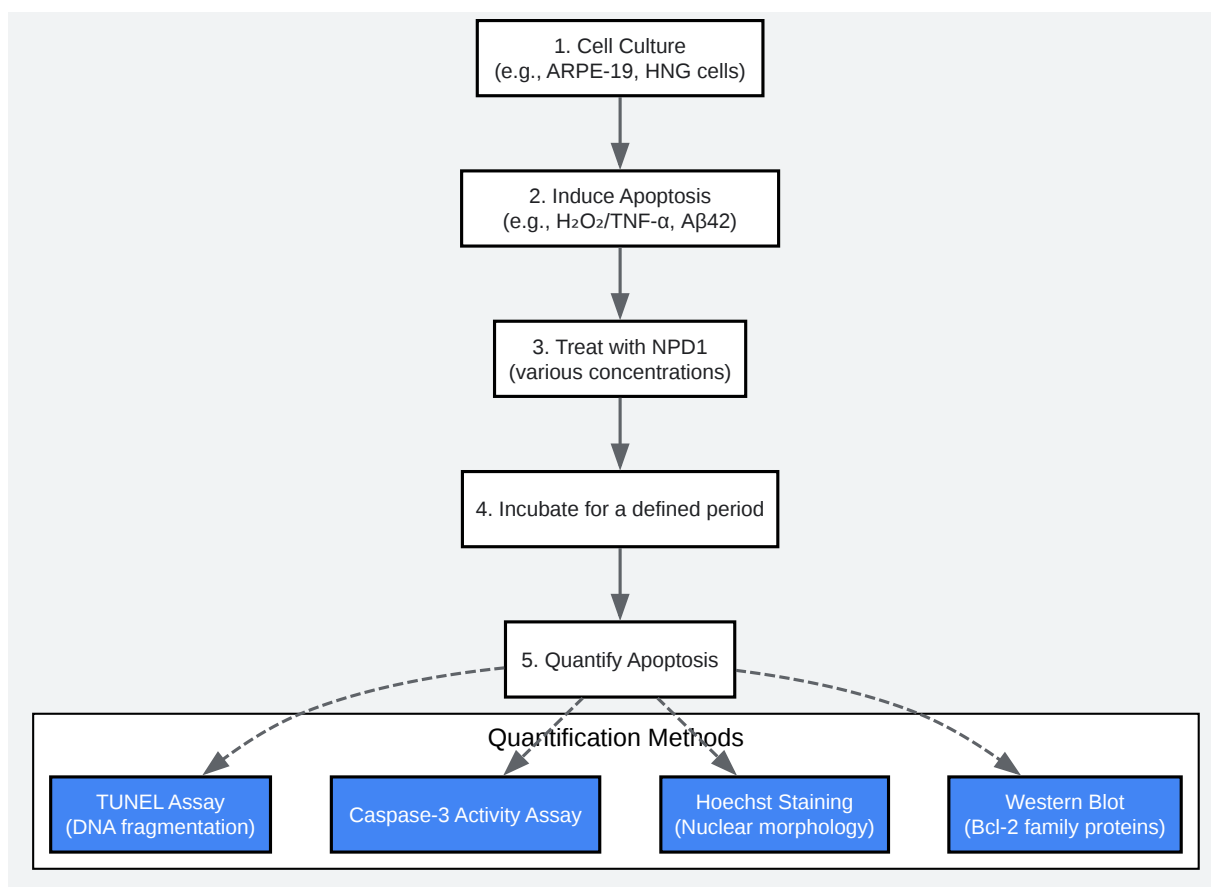 1. Cell Culture
(e.g., ARPE-19, HNG cells)
2. Induce Apoptosis
(e.g., H₂O₂/TNF-α, Aβ42)
3. Treat with NPD1
(various concentrations)
4. Incubate for a defined period
5. Quantify Apoptosis
Quantification Methods
TUNEL Assay
(DNA fragmentation)
Caspase-3 Activity Assay
Hoechst Staining
(Nuclear morphology)
Western Blot
(Bcl-2 family proteins)